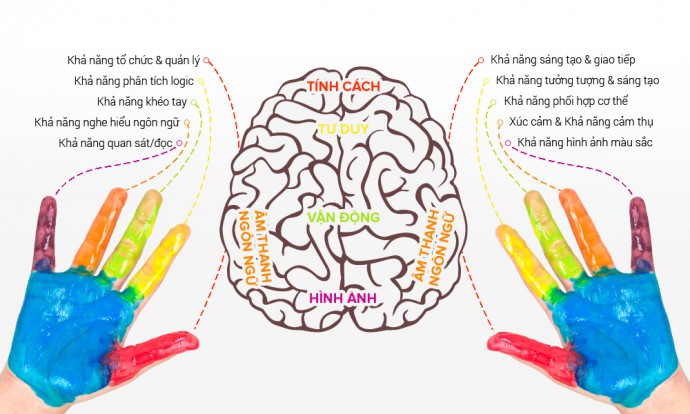 Khả năng tổ chức & quản lý
Khả năng phân tích logic
Khả năng khéo tay
Khả năng nghe hiểu ngôn ngữ
Khả năng quan sát/đọc
TÍNH CÁCH
TƯ DUY
VẬN ĐỘNG
ÂM THANH
NGÔN NGỮ
ÂM THANH
NGÔN NGỮ
HÌNH ẢNH
Khả năng sáng tạo & giao tiếp
Khả năng tưởng tượng & sáng tạo
Khả năng phối hợp cơ thể
Xúc cảm & Khả năng cảm thụ
Khả năng hình ảnh màu sắc